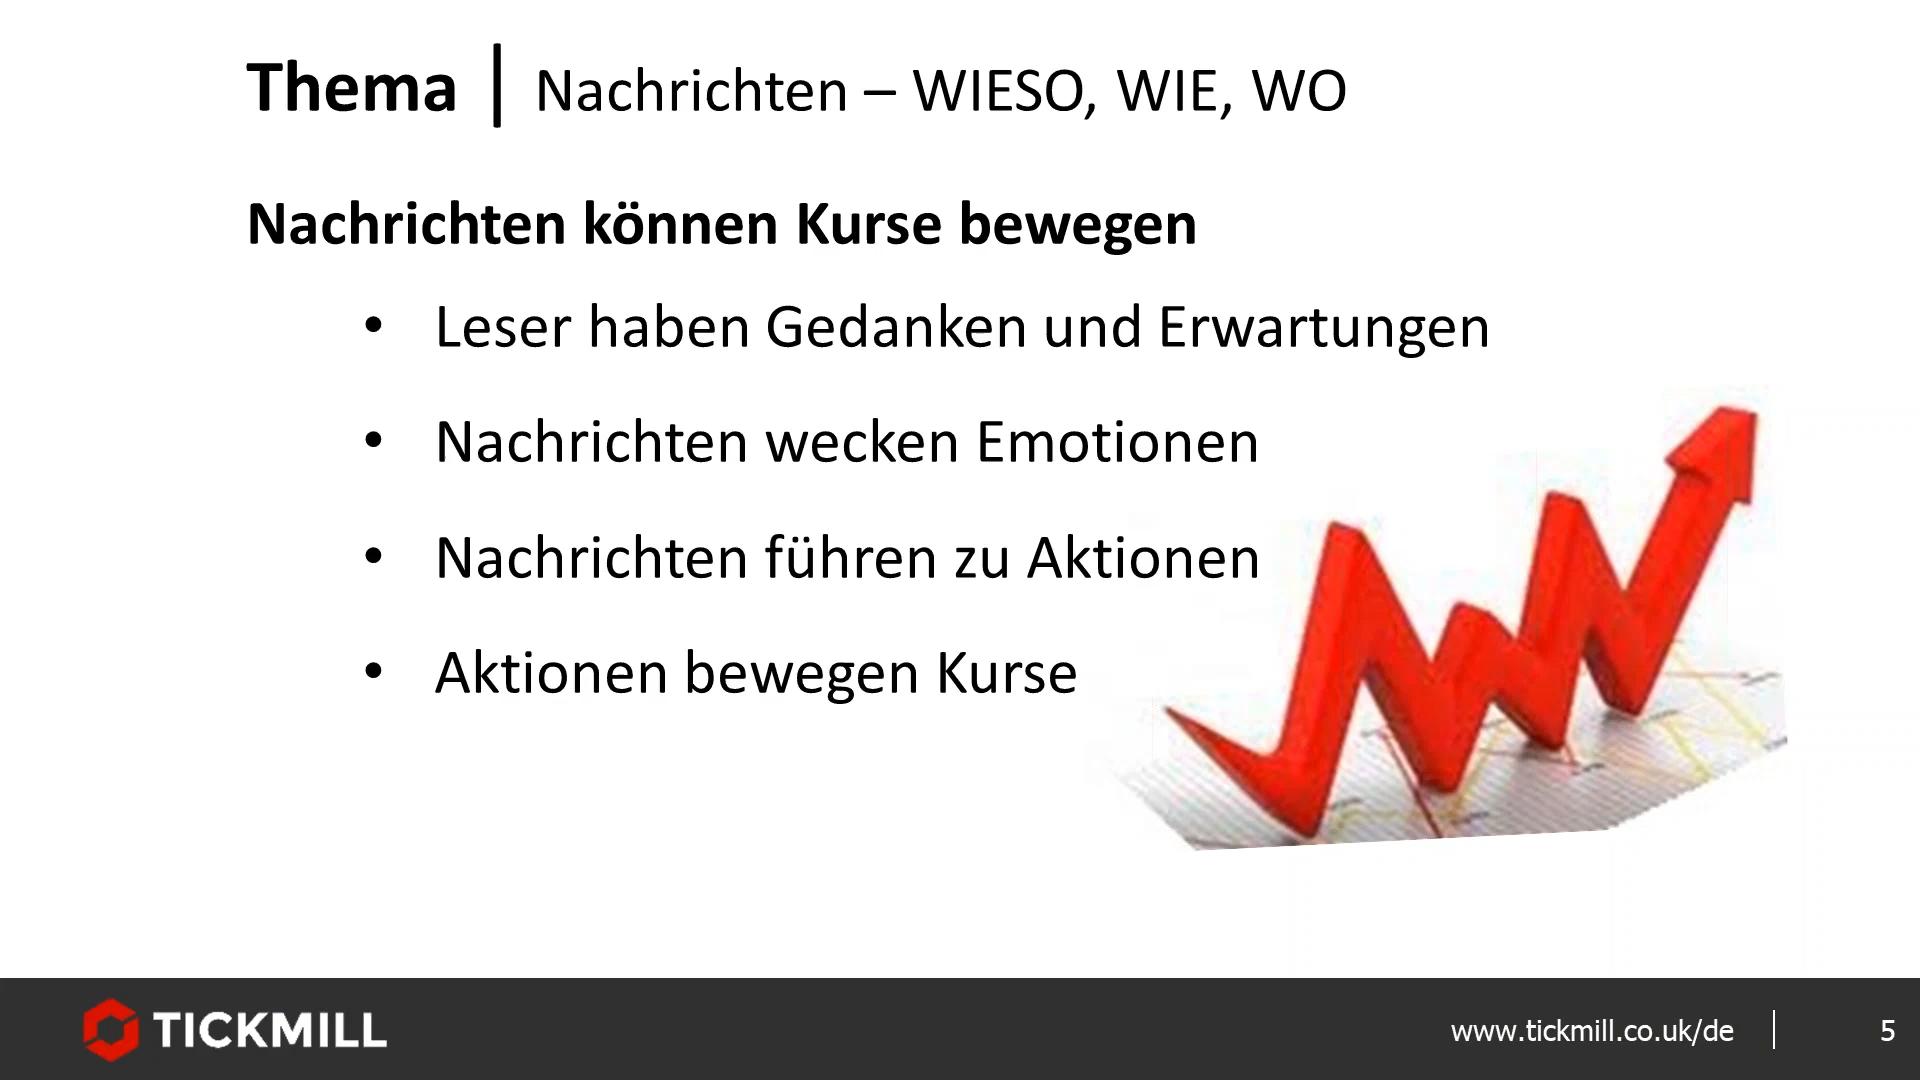 Thema | Nachrichten – WIESO, WIE, WO
Nachrichten können Kurse bewegen
• Leser haben Gedanken und Erwartungen
• Nachrichten wecken Emotionen
• Nachrichten führen zu Aktionen
• Aktionen bewegen Kurse
TICKMILL
www.tickmill.co.uk/de | 5